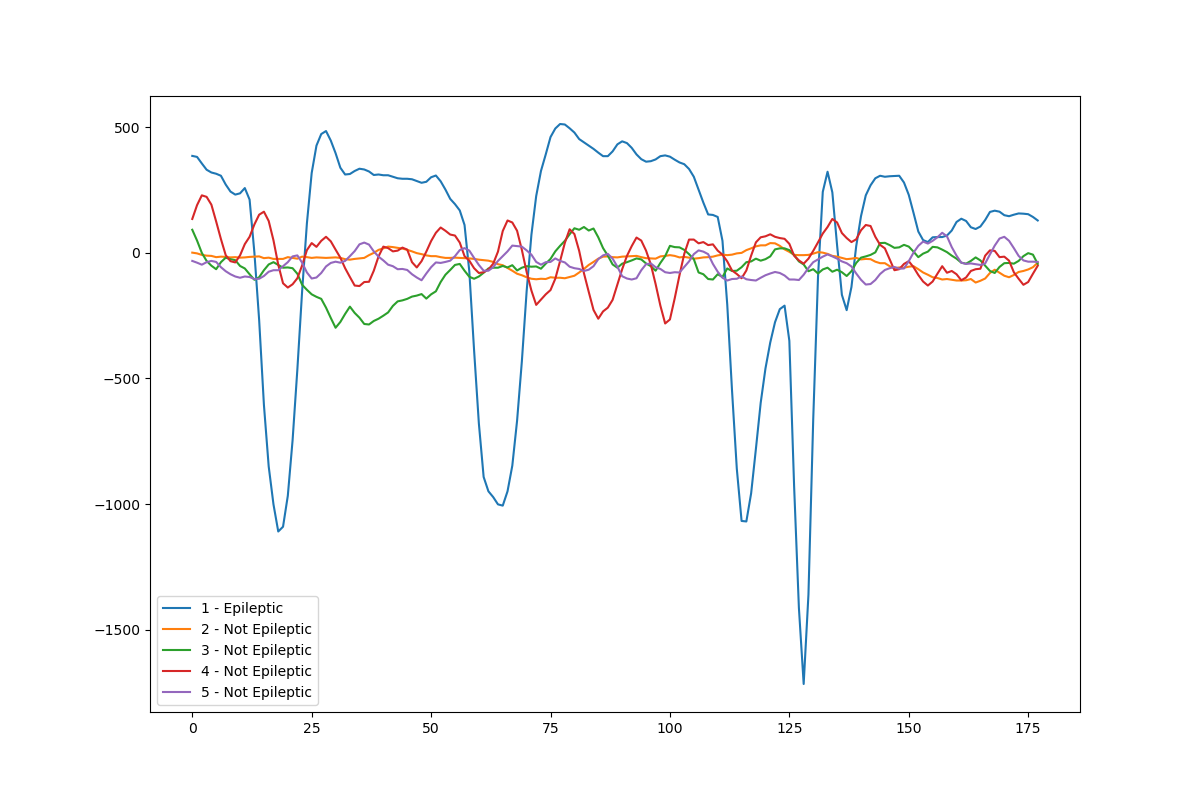 500
0
−500
−1000
−1500
1 - Epileptic
2 - Not Epileptic
3 - Not Epileptic
4 - Not Epileptic
5 - Not Epileptic
0 25 50 75 100 125 150 175